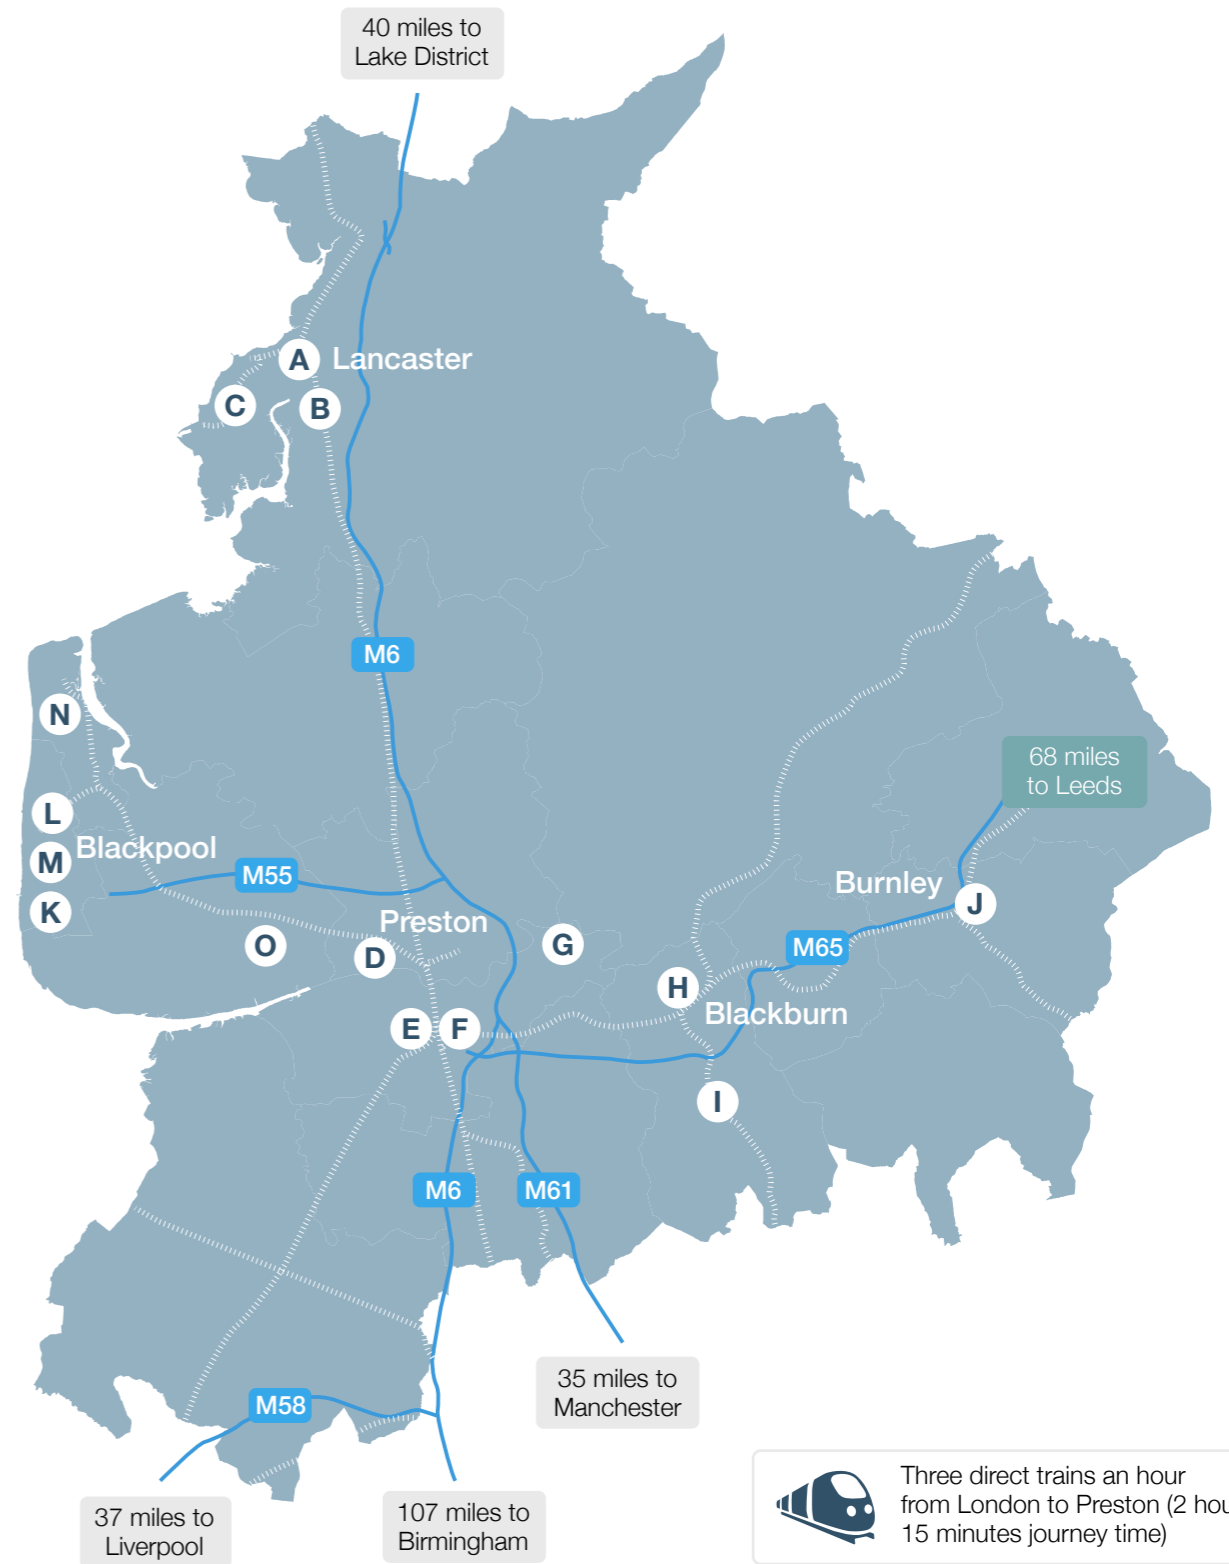 40 miles to
Lake District
A
Lancaster
C
B
M6
N
68 miles
to Leeds
L
Blackpool
M
M55
Burnley
K
J
Preston
O
D
G
M65
H
Blackburn
E
F
I
M6
M61
35 miles to
Manchester
M58
37 miles to
Liverpool
107 miles to
Birmingham
Three direct trains an hour
from London to Preston (2 hou
15 minutes journey time)